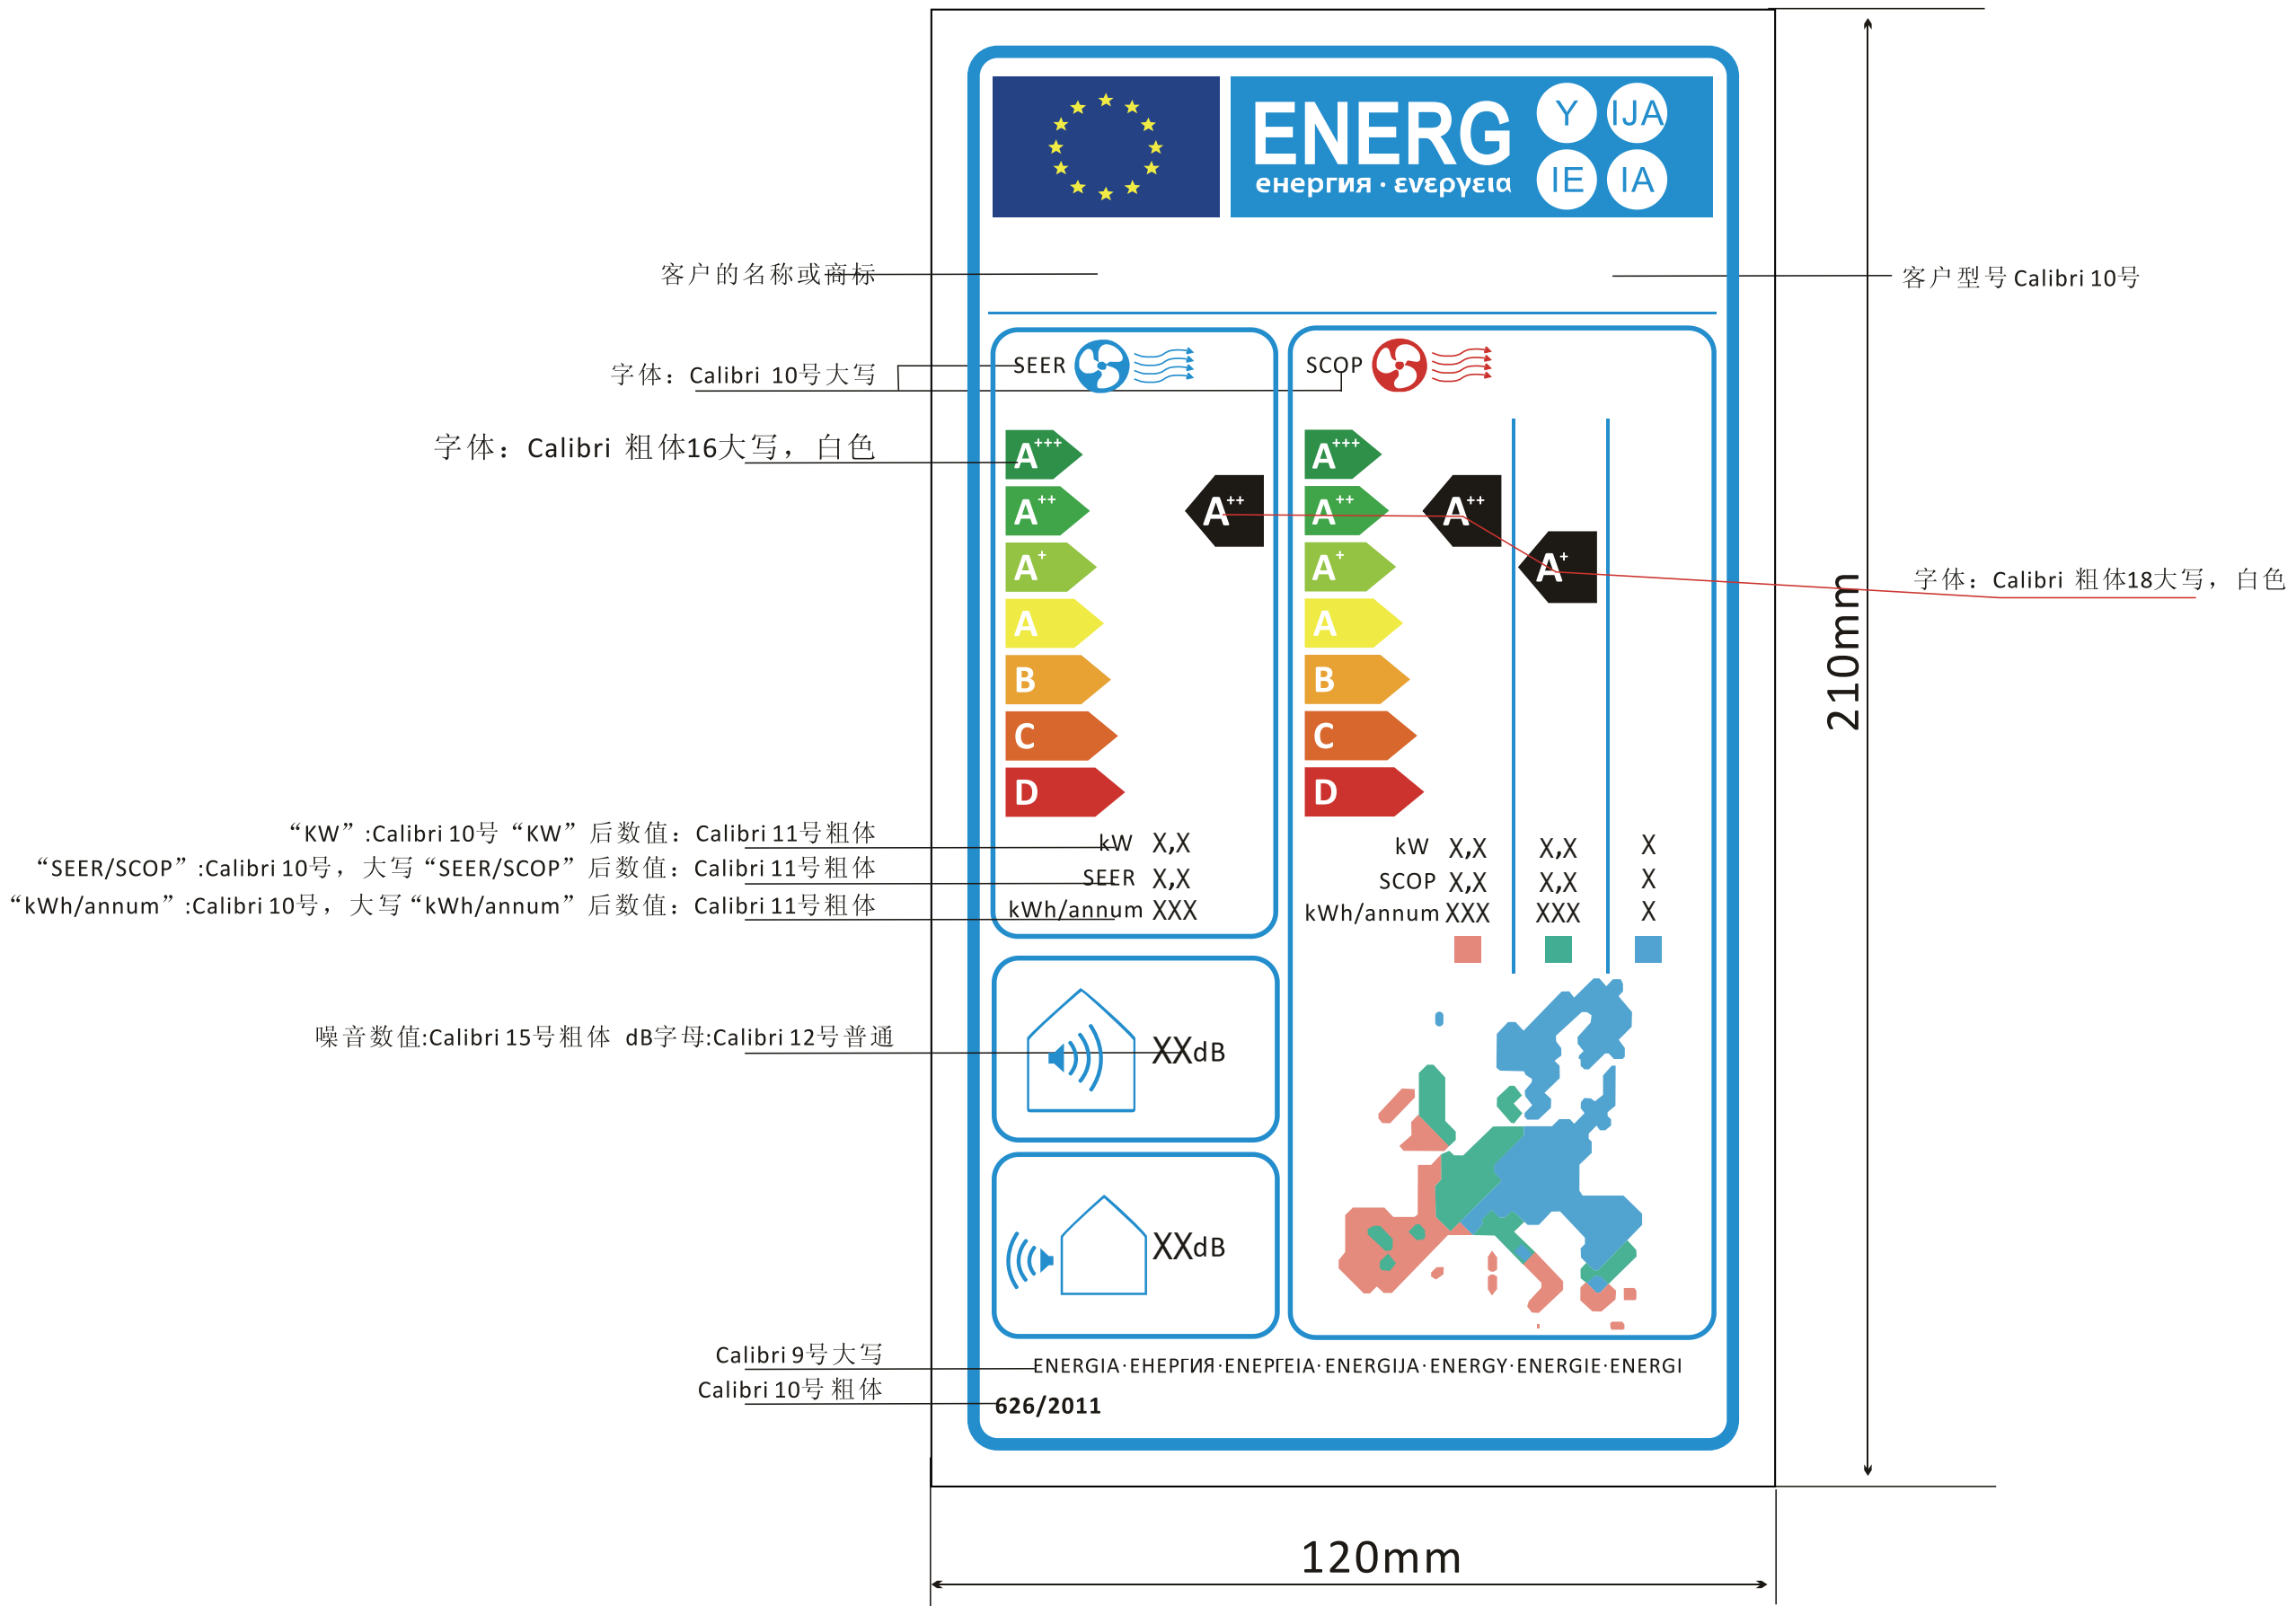 ENERG Y IJA
IE IA
енергия · ενεργεια
客户的名称或商标
客户型号 Calibri 10号
SEER
SCOP
字体：Calibri 10号大写
字体：Calibri 粗体16大写，白色
A+++
A++
A+
A
B
C
D
A++
A+++
A++
A+
A
B
C
D
A++
A+
字体：Calibri 粗体18大写，白色
210mm
“KW”:Calibri 10号“KW”后数值：Calibri 11号粗体
“SEER/SCOP”:Calibri 10号，大写“SEER/SCOP”后数值：Calibri 11号粗体
“kWh/annum”:Calibri 10号，大写“kWh/annum”后数值：Calibri 11号粗体
kW X,X
SEER X,X
kWh/annum XXX
kW X,X X,X X
SCOP X,X X,X X
kWh/annum XXX XXX X
噪音数值:Calibri 15号粗体 dB字母:Calibri 12号普通
XXdB
XXdB
Calibri 9号大写
ENERGIA·ЕНЕРГИЯ·ΕΝΕΡΓΕΙΑ·ENERGIJA·ENERGY·ENERGIE·ENERGI
Calibri 10号 粗体
626/2011
120mm